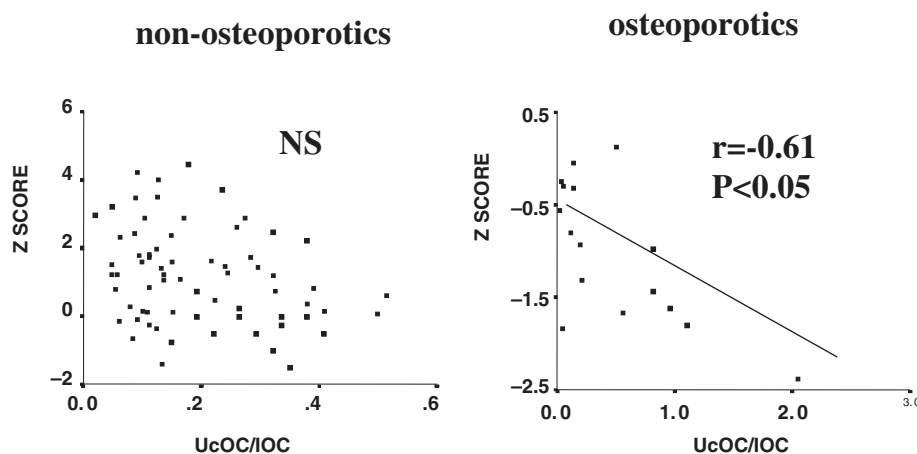 non-osteoporotics
osteoporotics
6
4
2
0
−2
Z SCORE
NS
0.0
.2
.4
.6
UcOC/IOC
0.5
−0.5
−1.5
−2.5
Z SCORE
r=-0.61
P<0.05
0.0
1.0
2.0
3.0
UcOC/IOC